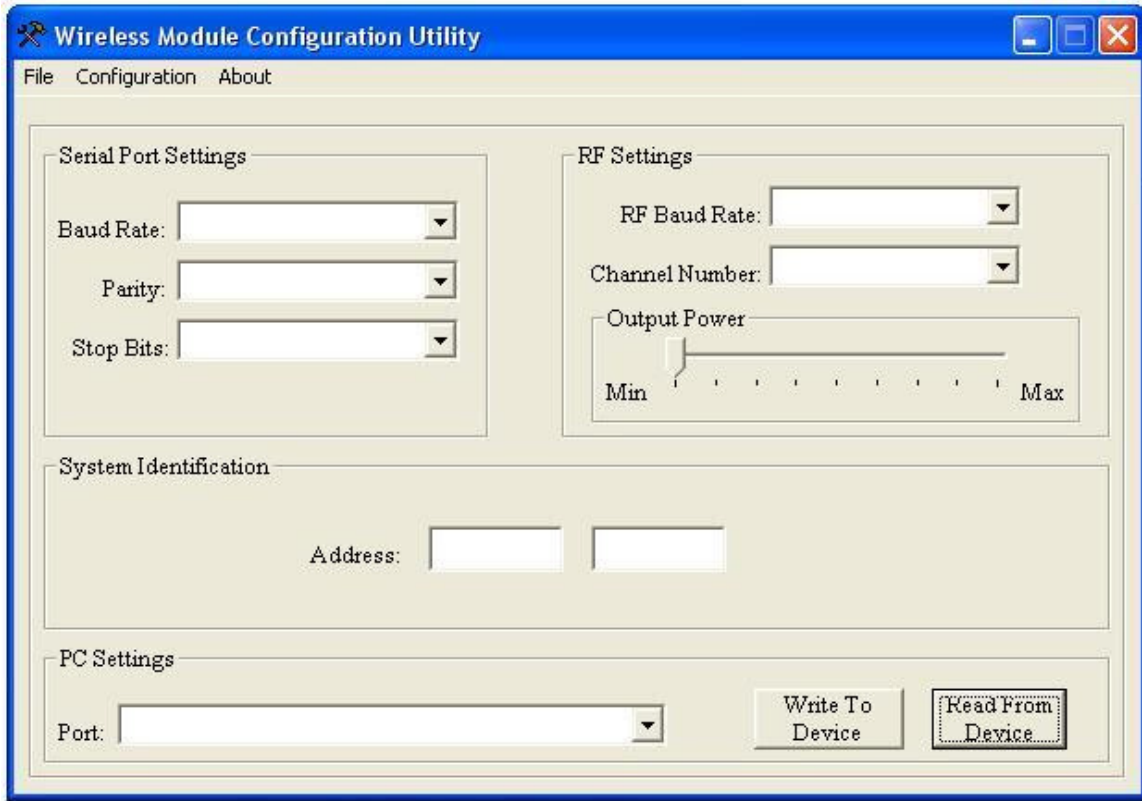 Wireless Module Configuration Utility
File Configuration About
Serial Port Settings
Baud Rate:
Parity:
Stop Bits:
RF Settings
RF Baud Rate:
Channel Number:
Output Power
Min Max
System Identification
Address:
PC Settings
Port:
Write To
Device
Read From
Device